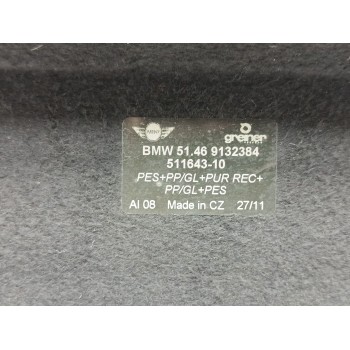 MINI
greiner
BMW 51.46 9132384
511643-10
PES+PP/GL+PUR REC+
PP/GL+PES
AI 08 Made in CZ 27/11